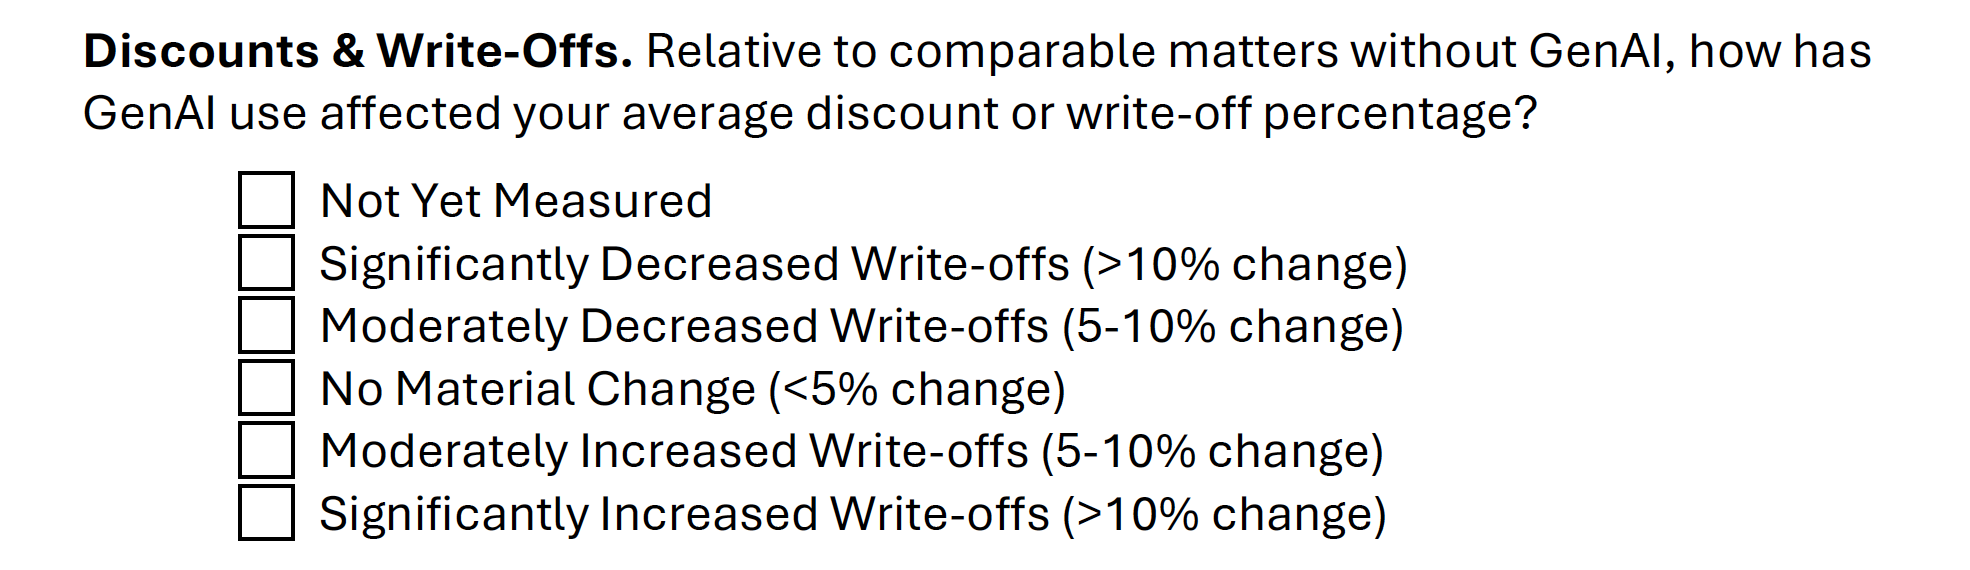 Discounts & Write-Offs. Relative to comparable matters without GenAI, how has
GenAI use affected your average discount or write-off percentage?
Not Yet Measured
Significantly Decreased Write-offs (>10% change)
Moderately Decreased Write-offs (5-10% change)
No Material Change (<5% change)
Moderately Increased Write-offs (5-10% change)
Significantly Increased Write-offs (>10% change)